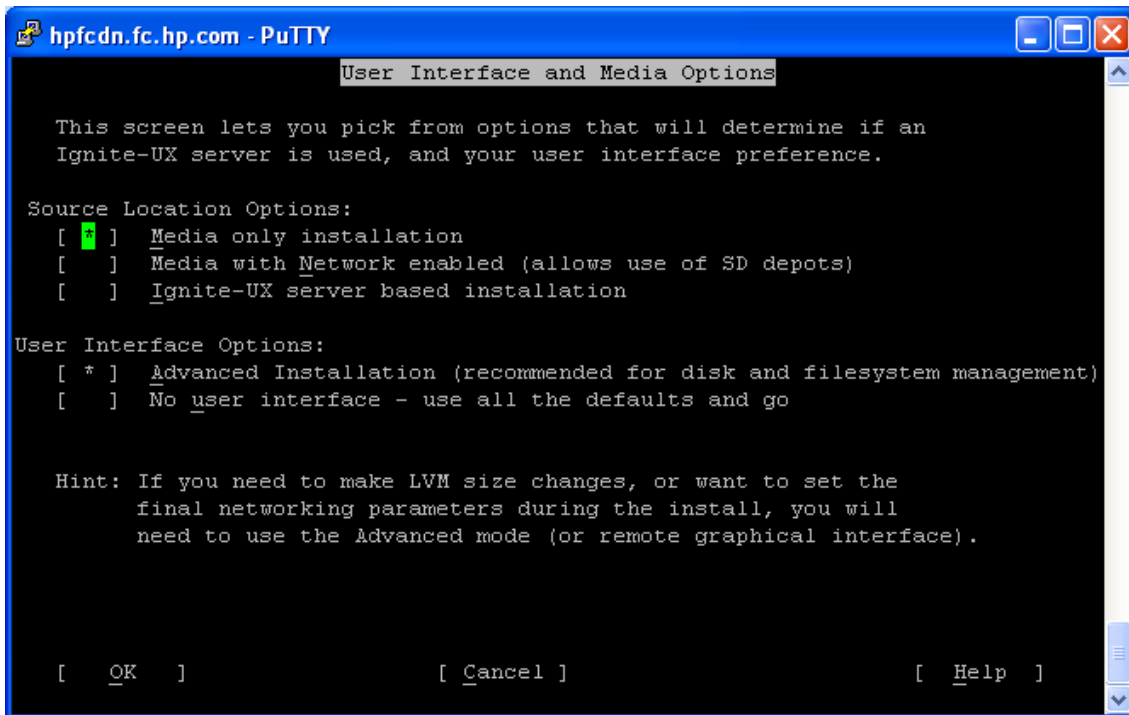 hpfcdn.fc.hp.com - PuTTY
User Interface and Media Options
This screen lets you pick from options that will determine if an
Ignite-UX server is used, and your user interface preference.
Source Location Options:
[ * ] Media only installation
[   ] Media with Network enabled (allows use of SD depots)
[   ] Ignite-UX server based installation
User Interface Options:
[ * ] Advanced Installation (recommended for disk and filesystem management)
[   ] No user interface - use all the defaults and go
Hint: If you need to make LVM size changes, or want to set the
final networking parameters during the install, you will
need to use the Advanced mode (or remote graphical interface).
[ OK ] [ Cancel ] [ Help ]